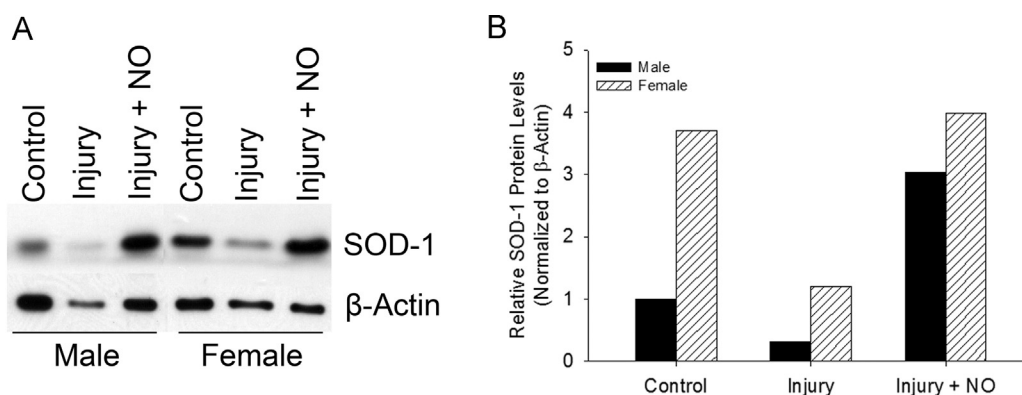 A
Control
Injury
Injury + NO
Control
Injury
Injury + NO
SOD-1
β-Actin
Male
Female
B
Relative SOD-1 Protein Levels
(Normalized to β-Actin)
5
4
3
2
1
0
Male
Female
Control
Injury
Injury + NO